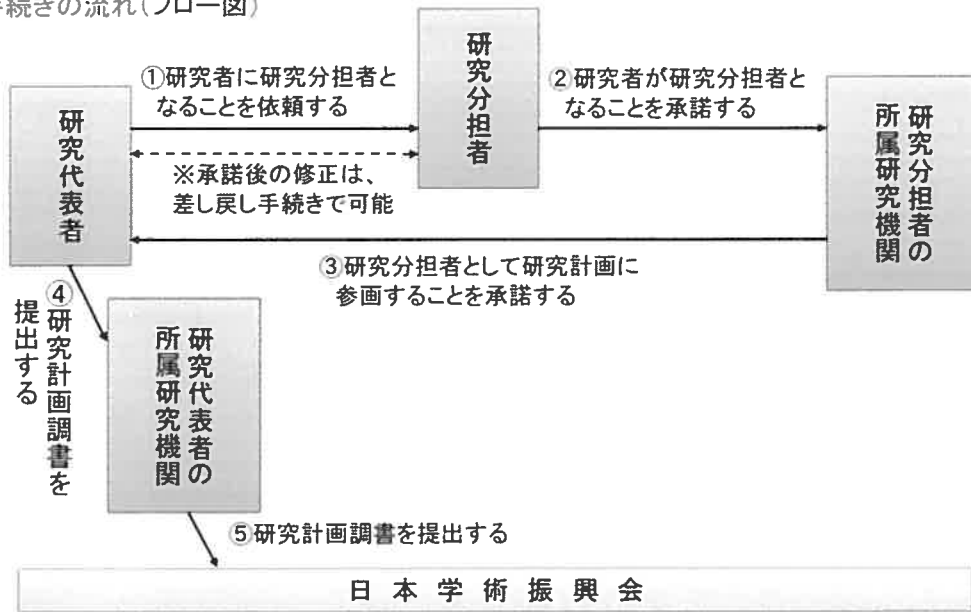 手続きの流れ(フロー図)
研究代表者
①研究者に研究分担者と
なることを依頼する
※承諾後の修正は、
差し戻し手続きで可能
研究分担者
②研究者が研究分担者と
なることを承諾する
研究分担者の
所属研究機関
③研究分担者として研究計画に
参画することを承諾する
④研究計画調書を
提出する
研究代表者の
所属研究機関
⑤研究計画調書を提出する
日本学術振興会